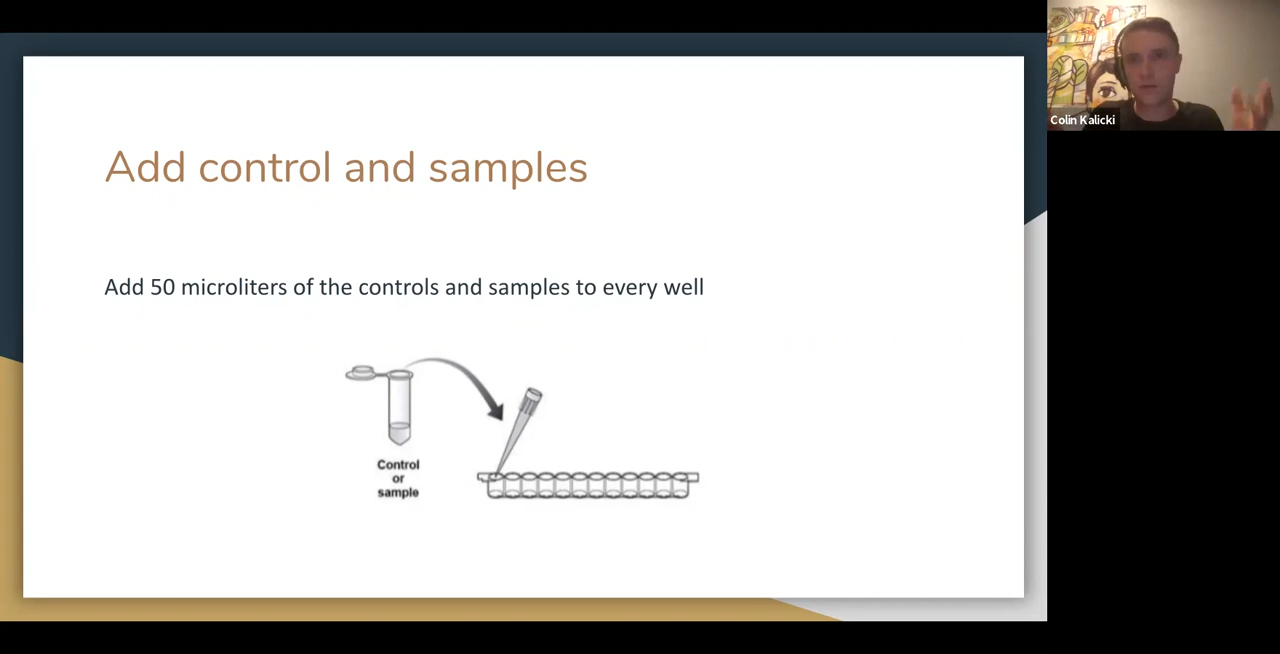 Add control and samples
Colin Kalicki
Add 50 microliters of the controls and samples to every well
Control
or
sample